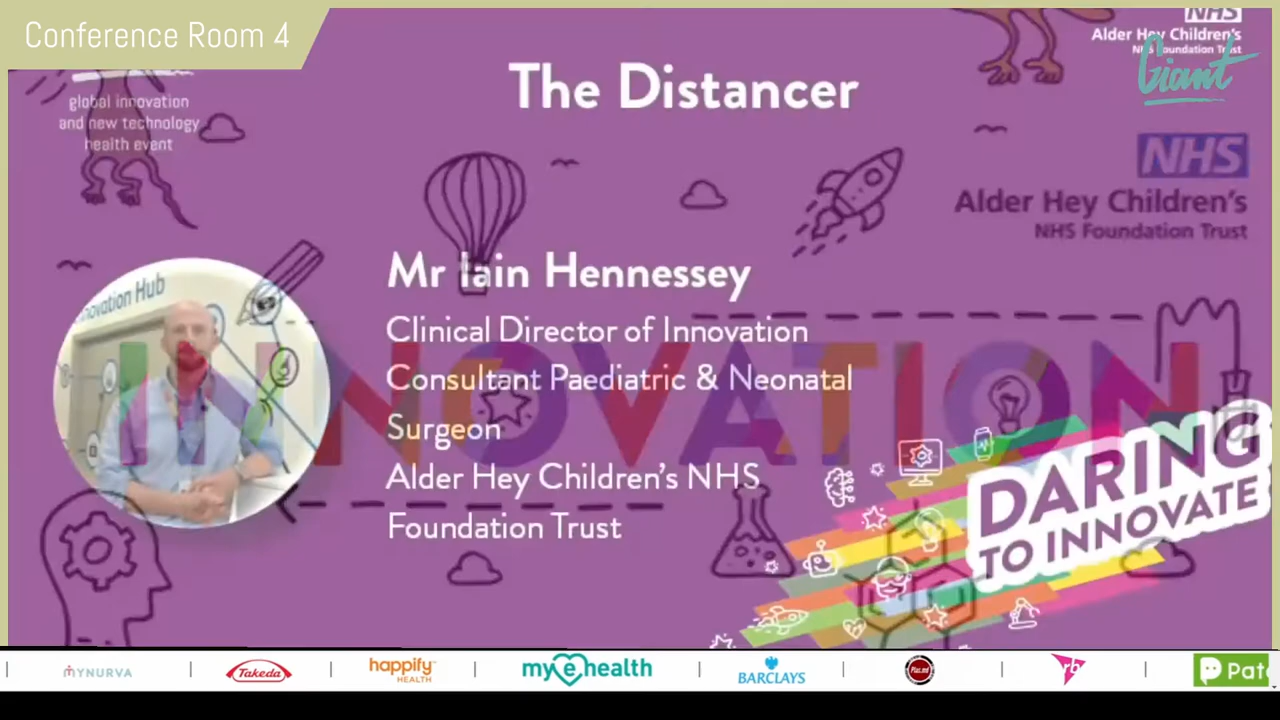 Conference Room 4
NHS
Alder Hey Children's
NHS Foundation Trust
Giant
The Distancer
global innovation
and new technology
health event
NHS
Alder Hey Children's
NHS Foundation Trust
Innovation Hub
Mr Iain Hennessey
Clinical Director of Innovation
Consultant Paediatric & Neonatal
Surgeon
Alder Hey Children's NHS
Foundation Trust
INNOVATION
DARING
TO INNOVATE
MYNURVA
Takeda
happify
HEALTH
myehealth
BARCLAYS